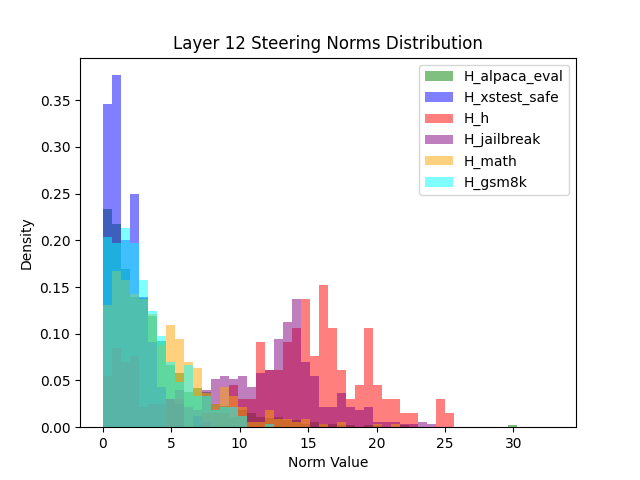 Layer 12 Steering Norms Distribution
H_alpaca_eval
H_xstest_safe
H_h
H_jailbreak
H_math
H_gsm8k
Density
0.35
0.30
0.25
0.20
0.15
0.10
0.05
0.00
0 5 10 15 20 25 30
Norm Value